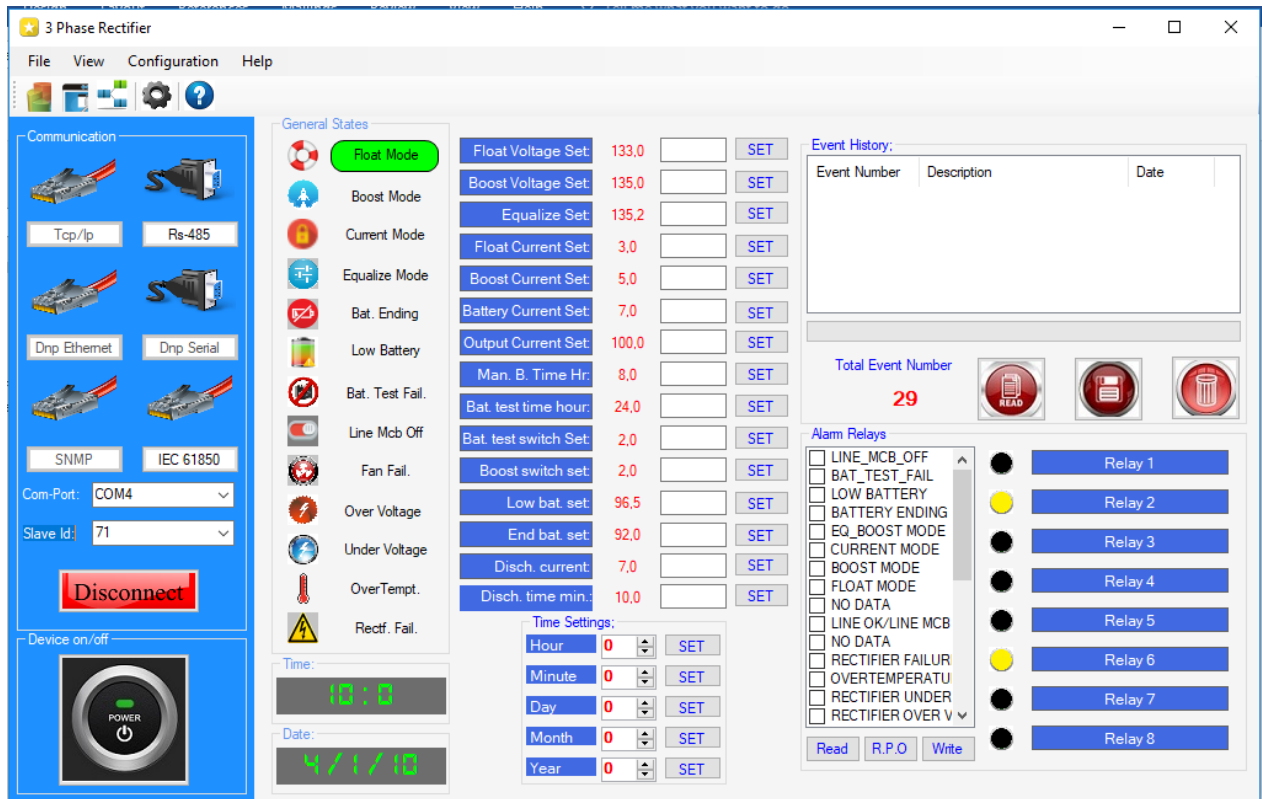 3 Phase Rectifier
File View Configuration Help
Communication
Tcp/Ip Rs-485
Dnp Ethernet Dnp Serial
SNMP IEC 61850
Com-Port: COM4
Slave Id: 71
Disconnect
Device on/off
POWER
General States
Float Mode
Boost Mode
Current Mode
Equalize Mode
Bat. Ending
Low Battery
Bat. Test Fail.
Line Mcb Off
Fan Fail.
Over Voltage
Under Voltage
OverTempt.
Rectf. Fail.
Time:
10:0
Date:
4/1/10
Float Voltage Set: 133,0 SET
Boost Voltage Set: 135,0 SET
Equalize Set: 135,2 SET
Float Current Set: 3,0 SET
Boost Current Set: 5,0 SET
Battery Current Set: 7,0 SET
Output Current Set: 100,0 SET
Man. B. Time Hr: 8,0 SET
Bat. test time hour: 24,0 SET
Bat. test switch Set: 2,0 SET
Boost switch set: 2,0 SET
Low bat. set: 96,5 SET
End bat. set: 92,0 SET
Disch. current: 7,0 SET
Disch. time min.: 10,0 SET
Time Settings;
Hour 0 SET
Minute 0 SET
Day 0 SET
Month 0 SET
Year 0 SET
Event History;
Event Number Description Date
Total Event Number
29
READ
Alarm Relays
LINE_MCB_OFF
BAT_TEST_FAIL
LOW BATTERY
BATTERY ENDING
EQ_BOOST MODE
CURRENT MODE
BOOST MODE
FLOAT MODE
NO DATA
LINE OK/LINE MCB
NO DATA
RECTIFIER FAILUR
OVERTEMPERATU
RECTIFIER UNDER
RECTIFIER OVER V
Read R.P.O Write
Relay 1
Relay 2
Relay 3
Relay 4
Relay 5
Relay 6
Relay 7
Relay 8